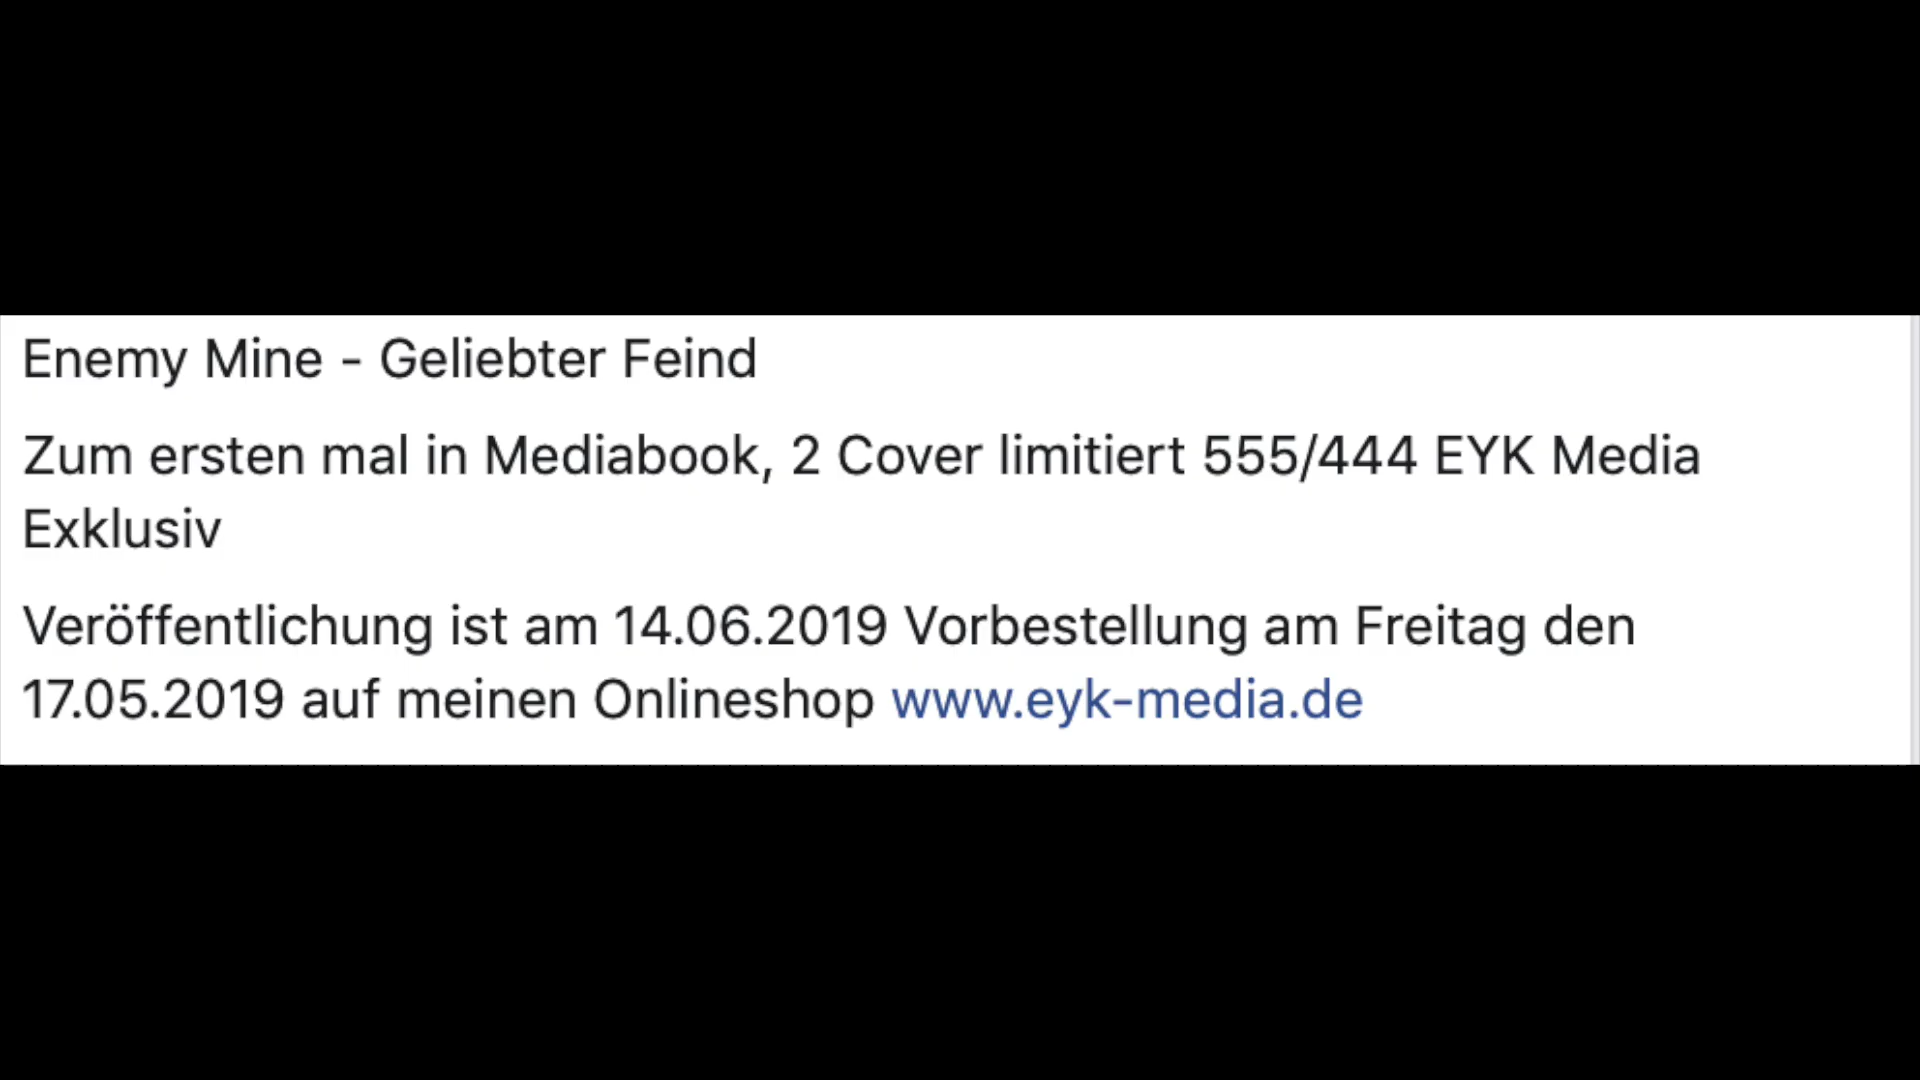 Enemy Mine - Geliebter Feind
Zum ersten mal in Mediabook, 2 Cover limitiert 555/444 EYK Media
Exklusiv
Veröffentlichung ist am 14.06.2019 Vorbestellung am Freitag den
17.05.2019 auf meinen Onlineshop www.eyk-media.de